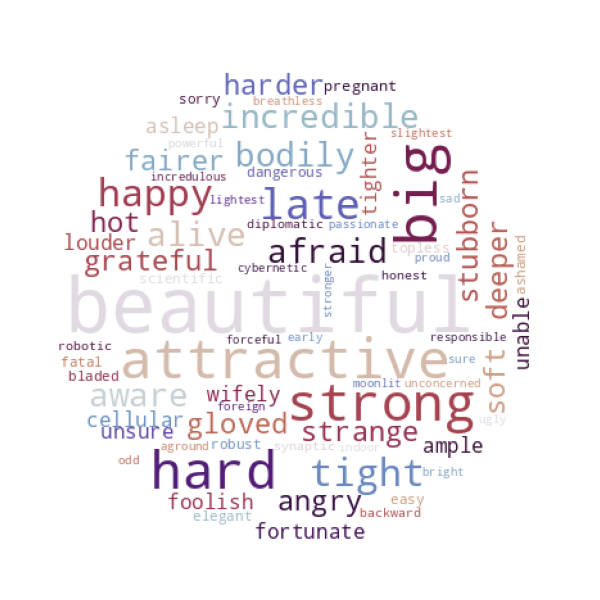 harder pregnant
sorry breathless
asleep incredible slightest
powerful
fairer bodily tighter big
incredulous dangerous sad
happy lightest late stubborn
hot diplomatic passionate
louder alive afraid topless deeper
grateful cybernetic proud ashamed
scientific stronger honest
beautiful unable
robotic forceful early responsible
fatal attractive sure soft
bladed moonlit unconcerned
aware wifely strong
cellular gloved foreign ugly
unsure aground strange
odd robust synaptic indoor ample
hard tight bright
foolish angry easy
elegant backward
fortunate